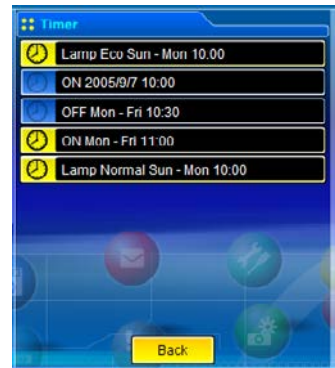 Timer
Lamp Eco Sun - Mon 10.00
ON 2005/9/7 10:00
OFF Mon - Fri 10:30
ON Mon - Fri 11:00
Lamp Normal Sun - Mon 10:00
Back